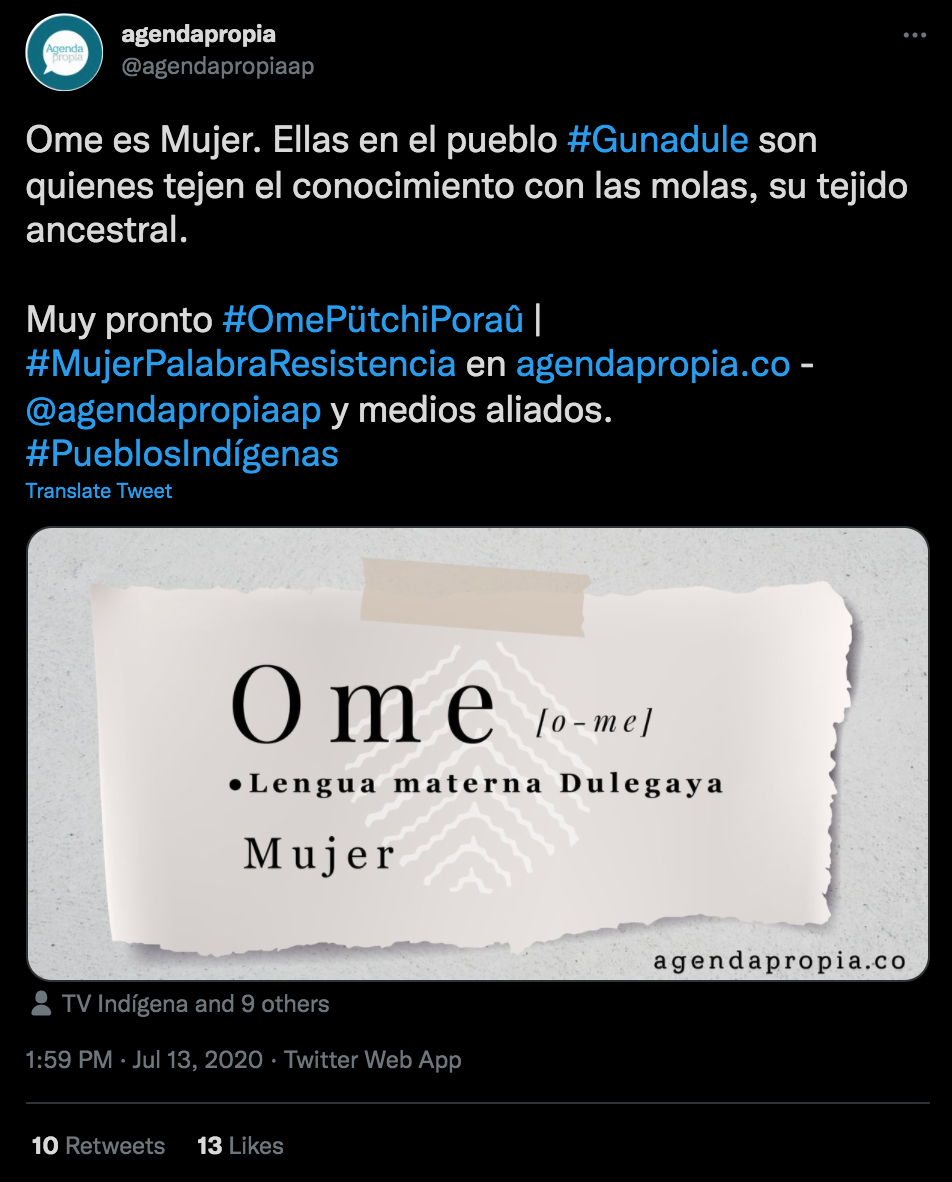 Agenda
propia
agendapropia
@agendapropiaap
Ome es Mujer. Ellas en el pueblo #Gunadule son
quienes tejen el conocimiento con las molas, su tejido
ancestral.
Muy pronto #OmePütchiPoraû |
#MujerPalabraResistencia en agendapropia.co -
@agendapropiaap y medios aliados.
#PueblosIndígenas
Translate Tweet
Ome [o-me]
•Lengua materna Dulegaya
Mujer
agendapropia.co
TV Indígena and 9 others
1:59 PM · Jul 13, 2020 · Twitter Web App
10 Retweets 13 Likes